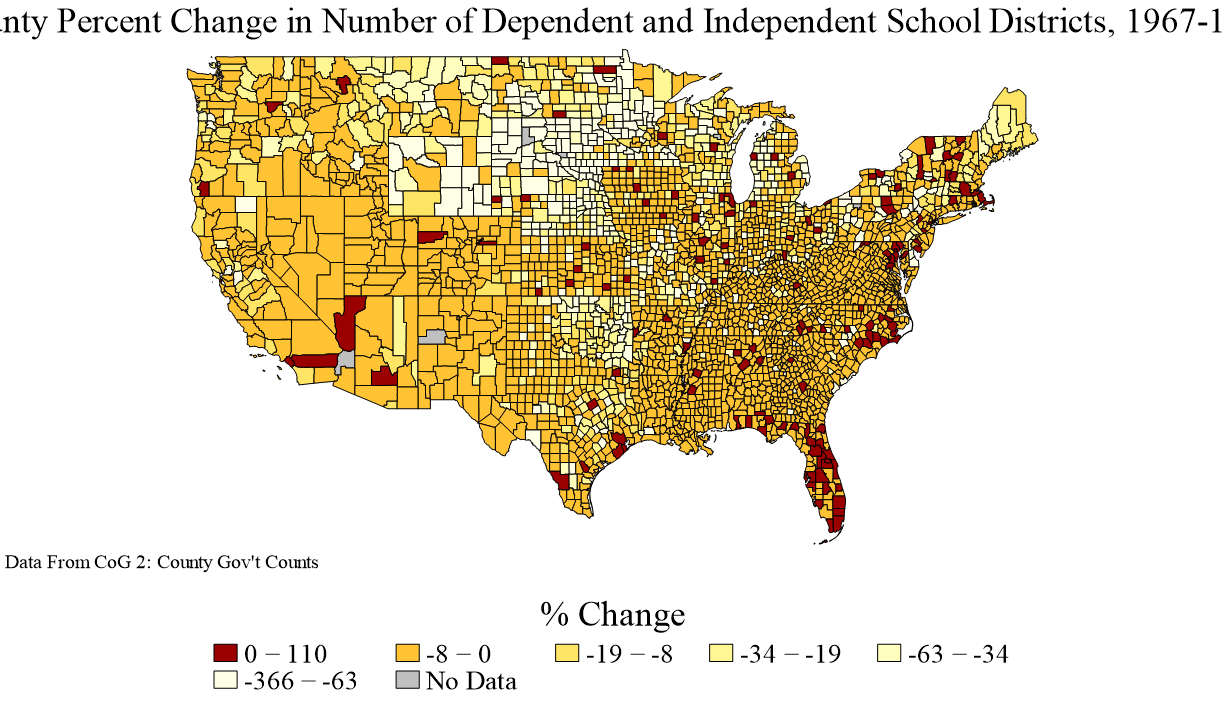 nty Percent Change in Number of Dependent and Independent School Districts, 1967-1
Data From CoG 2: County Gov't Counts
% Change
0 − 110 -8 − 0 -19 − -8 -34 − -19 -63 − -34
-366 − -63 No Data